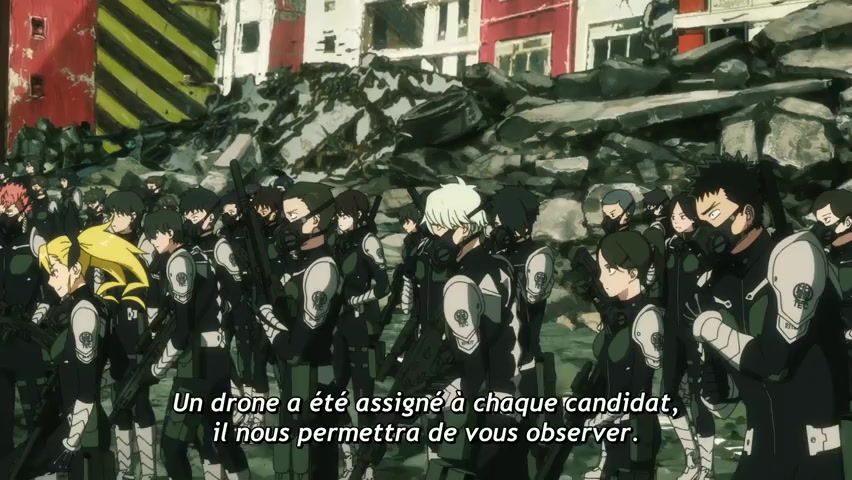 Un drone a été assigné à chaque candidat,
il nous permettra de vous observer.